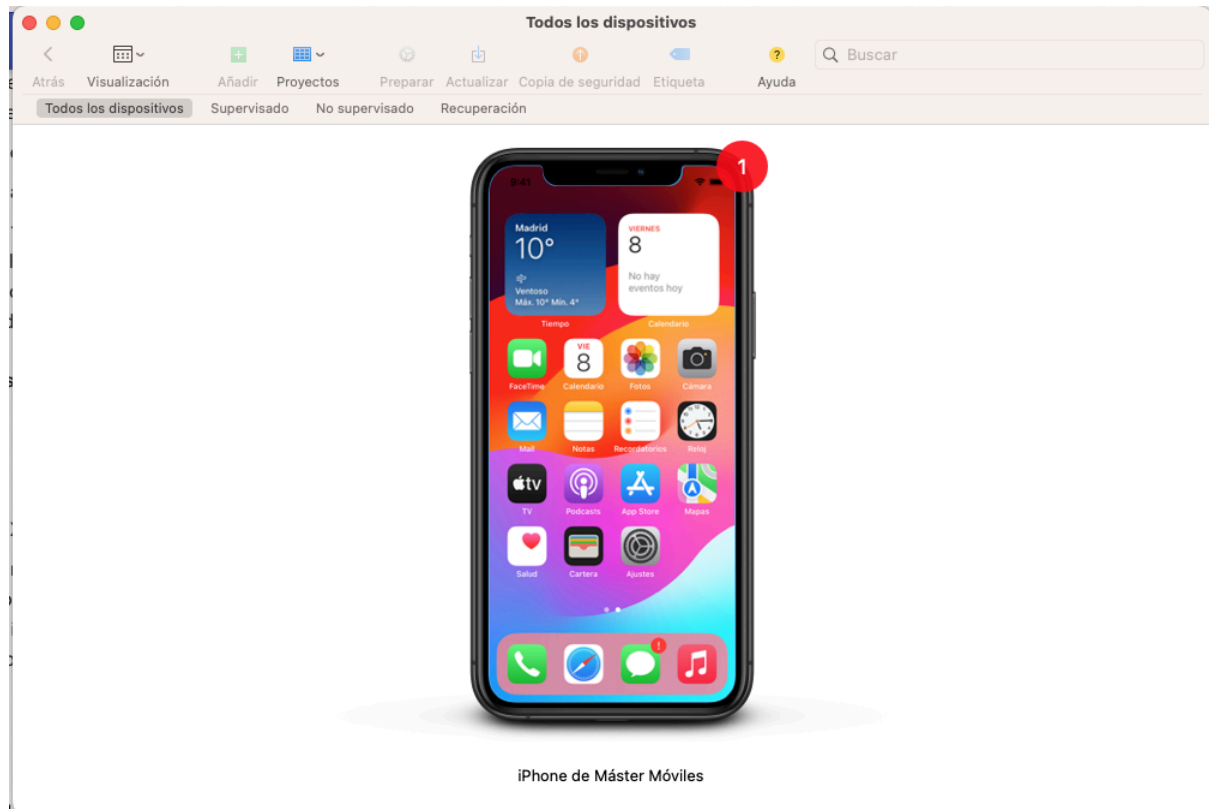 Todos los dispositivos
Atrás Visualización Añadir Proyectos Preparar Actualizar Copia de seguridad Etiqueta ? Ayuda Buscar
Todos los dispositivos Supervisado No supervisado Recuperación
1
9:41
Madrid
10°
Ventoso
Máx. 10° Mín. 4°
Tiempo
VIERNES
8
No hay
eventos hoy
Calendario
VIE
8
FaceTime Calendario Fotos Cámara
Mail Notas Recordatorios Reloj
tv
TV Podcasts App Store Mapas
Salud Cartera Ajustes
!
iPhone de Máster Móviles